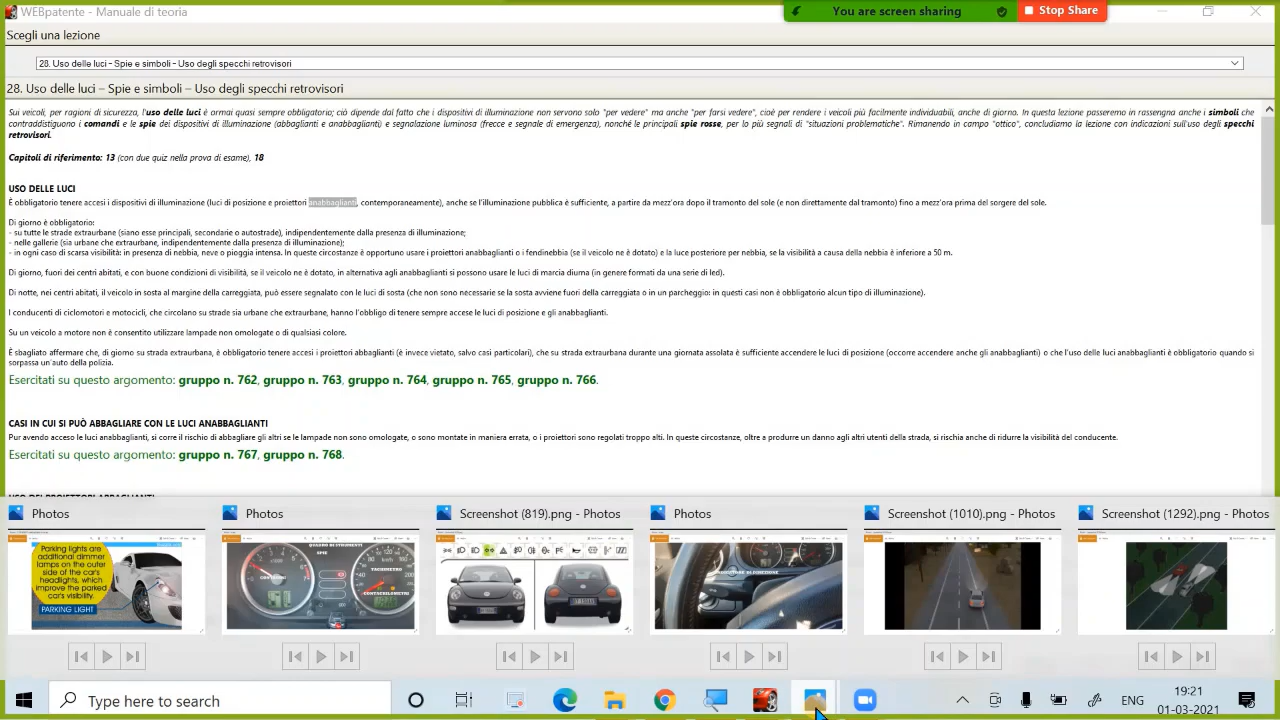 WEBpatente - Manuale di teoria
You are screen sharing
Stop Share
Scegli una lezione
28. Uso delle luci – Spie e simboli – Uso degli specchi retrovisori
28. Uso delle luci – Spie e simboli – Uso degli specchi retrovisori
Sui veicoli, per ragioni di sicurezza, l'uso delle luci è ormai quasi sempre obbligatorio; ciò dipende dal fatto che i dispositivi di illuminazione non servono solo "per vedere" ma anche "per farsi vedere", cioè per rendere i veicoli più facilmente individuabili, anche di giorno. In questa lezione passeremo in rassegna anche i simboli che
contraddistinguono i comandi e le spie dei dispositivi di illuminazione (abbaglianti e anabbaglianti) e segnalazione luminosa (frecce e segnale di emergenza), nonché le principali spie rosse, per lo più segnali di "situazioni problematiche". Rimanendo in campo "ottico", concludiamo la lezione con indicazioni sull'uso degli specchi
retrovisori.
Capitoli di riferimento: 13 (con due quiz nella prova di esame), 18
USO DELLE LUCI
È obbligatorio tenere accesi i dispositivi di illuminazione (luci di posizione e proiettori anabbaglianti, contemporaneamente), anche se l'illuminazione pubblica è sufficiente, a partire da mezz'ora dopo il tramonto del sole (e non direttamente dal tramonto) fino a mezz'ora prima del sorgere del sole.
Di giorno è obbligatorio:
- su tutte le strade extraurbane (siano esse principali, secondarie o autostrade), indipendentemente dalla presenza di illuminazione;
- nelle gallerie (sia urbane che extraurbane, indipendentemente dalla presenza di illuminazione);
- in ogni caso di scarsa visibilità: in presenza di nebbia, neve o pioggia intensa. In queste circostanze è opportuno usare i proiettori anabbaglianti o i fendinebbia (se il veicolo ne è dotato) e la luce posteriore per nebbia, se la visibilità a causa della nebbia è inferiore a 50 m.
Di giorno, fuori dei centri abitati, e con buone condizioni di visibilità, se il veicolo ne è dotato, in alternativa agli anabbaglianti si possono usare le luci di marcia diurna (in genere formati da una serie di led).
Di notte, nei centri abitati, il veicolo in sosta al margine della carreggiata, può essere segnalato con le luci di sosta (che non sono necessarie se la sosta avviene fuori della carreggiata o in un parcheggio: in questi casi non è obbligatorio alcun tipo di illuminazione).
I conducenti di ciclomotori e motocicli, che circolano su strade sia urbane che extraurbane, hanno l'obbligo di tenere sempre accese le luci di posizione e gli anabbaglianti.
Su un veicolo a motore non è consentito utilizzare lampade non omologate o di qualsiasi colore.
È sbagliato affermare che, di giorno su strada extraurbana, è obbligatorio tenere accesi i proiettori abbaglianti (è invece vietato, salvo casi particolari), che su strada extraurbana durante una giornata assolata è sufficiente accendere le luci di posizione (occorre accendere anche gli anabbaglianti) o che l'uso delle luci anabbaglianti è obbligatorio quando si
sorpassa un'auto della polizia.
Esercitati su questo argomento: gruppo n. 762, gruppo n. 763, gruppo n. 764, gruppo n. 765, gruppo n. 766.
CASI IN CUI SI PUÒ ABBAGLIARE CON LE LUCI ANABBAGLIANTI
Pur avendo acceso le luci anabbaglianti, si corre il rischio di abbagliare gli altri se le lampade non sono omologate, o sono montate in maniera errata, o i proiettori sono regolati troppo alti. In queste circostanze, oltre a produrre un danno agli altri utenti della strada, si rischia anche di ridurre la visibilità del conducente.
Esercitati su questo argomento: gruppo n. 767, gruppo n. 768.
USO DEI PROIETTORI ABBAGLIANTI
Photos
Photos
Screenshot (819).png - Photos
Photos
Screenshot (1010).png - Photos
Screenshot (1292).png - Photos
Parking lights are
additional dimmer
lamps on the outer
side of the car's
headlights, which
improve the parked
car's visibility.
PARKING LIGHT
QUADRO DI STRUMENTI
SPIE
CONTAGIRI
TACHIMETRO
CONTACHILOMETRI
Type here to search
ENG
19:21
01-03-2021